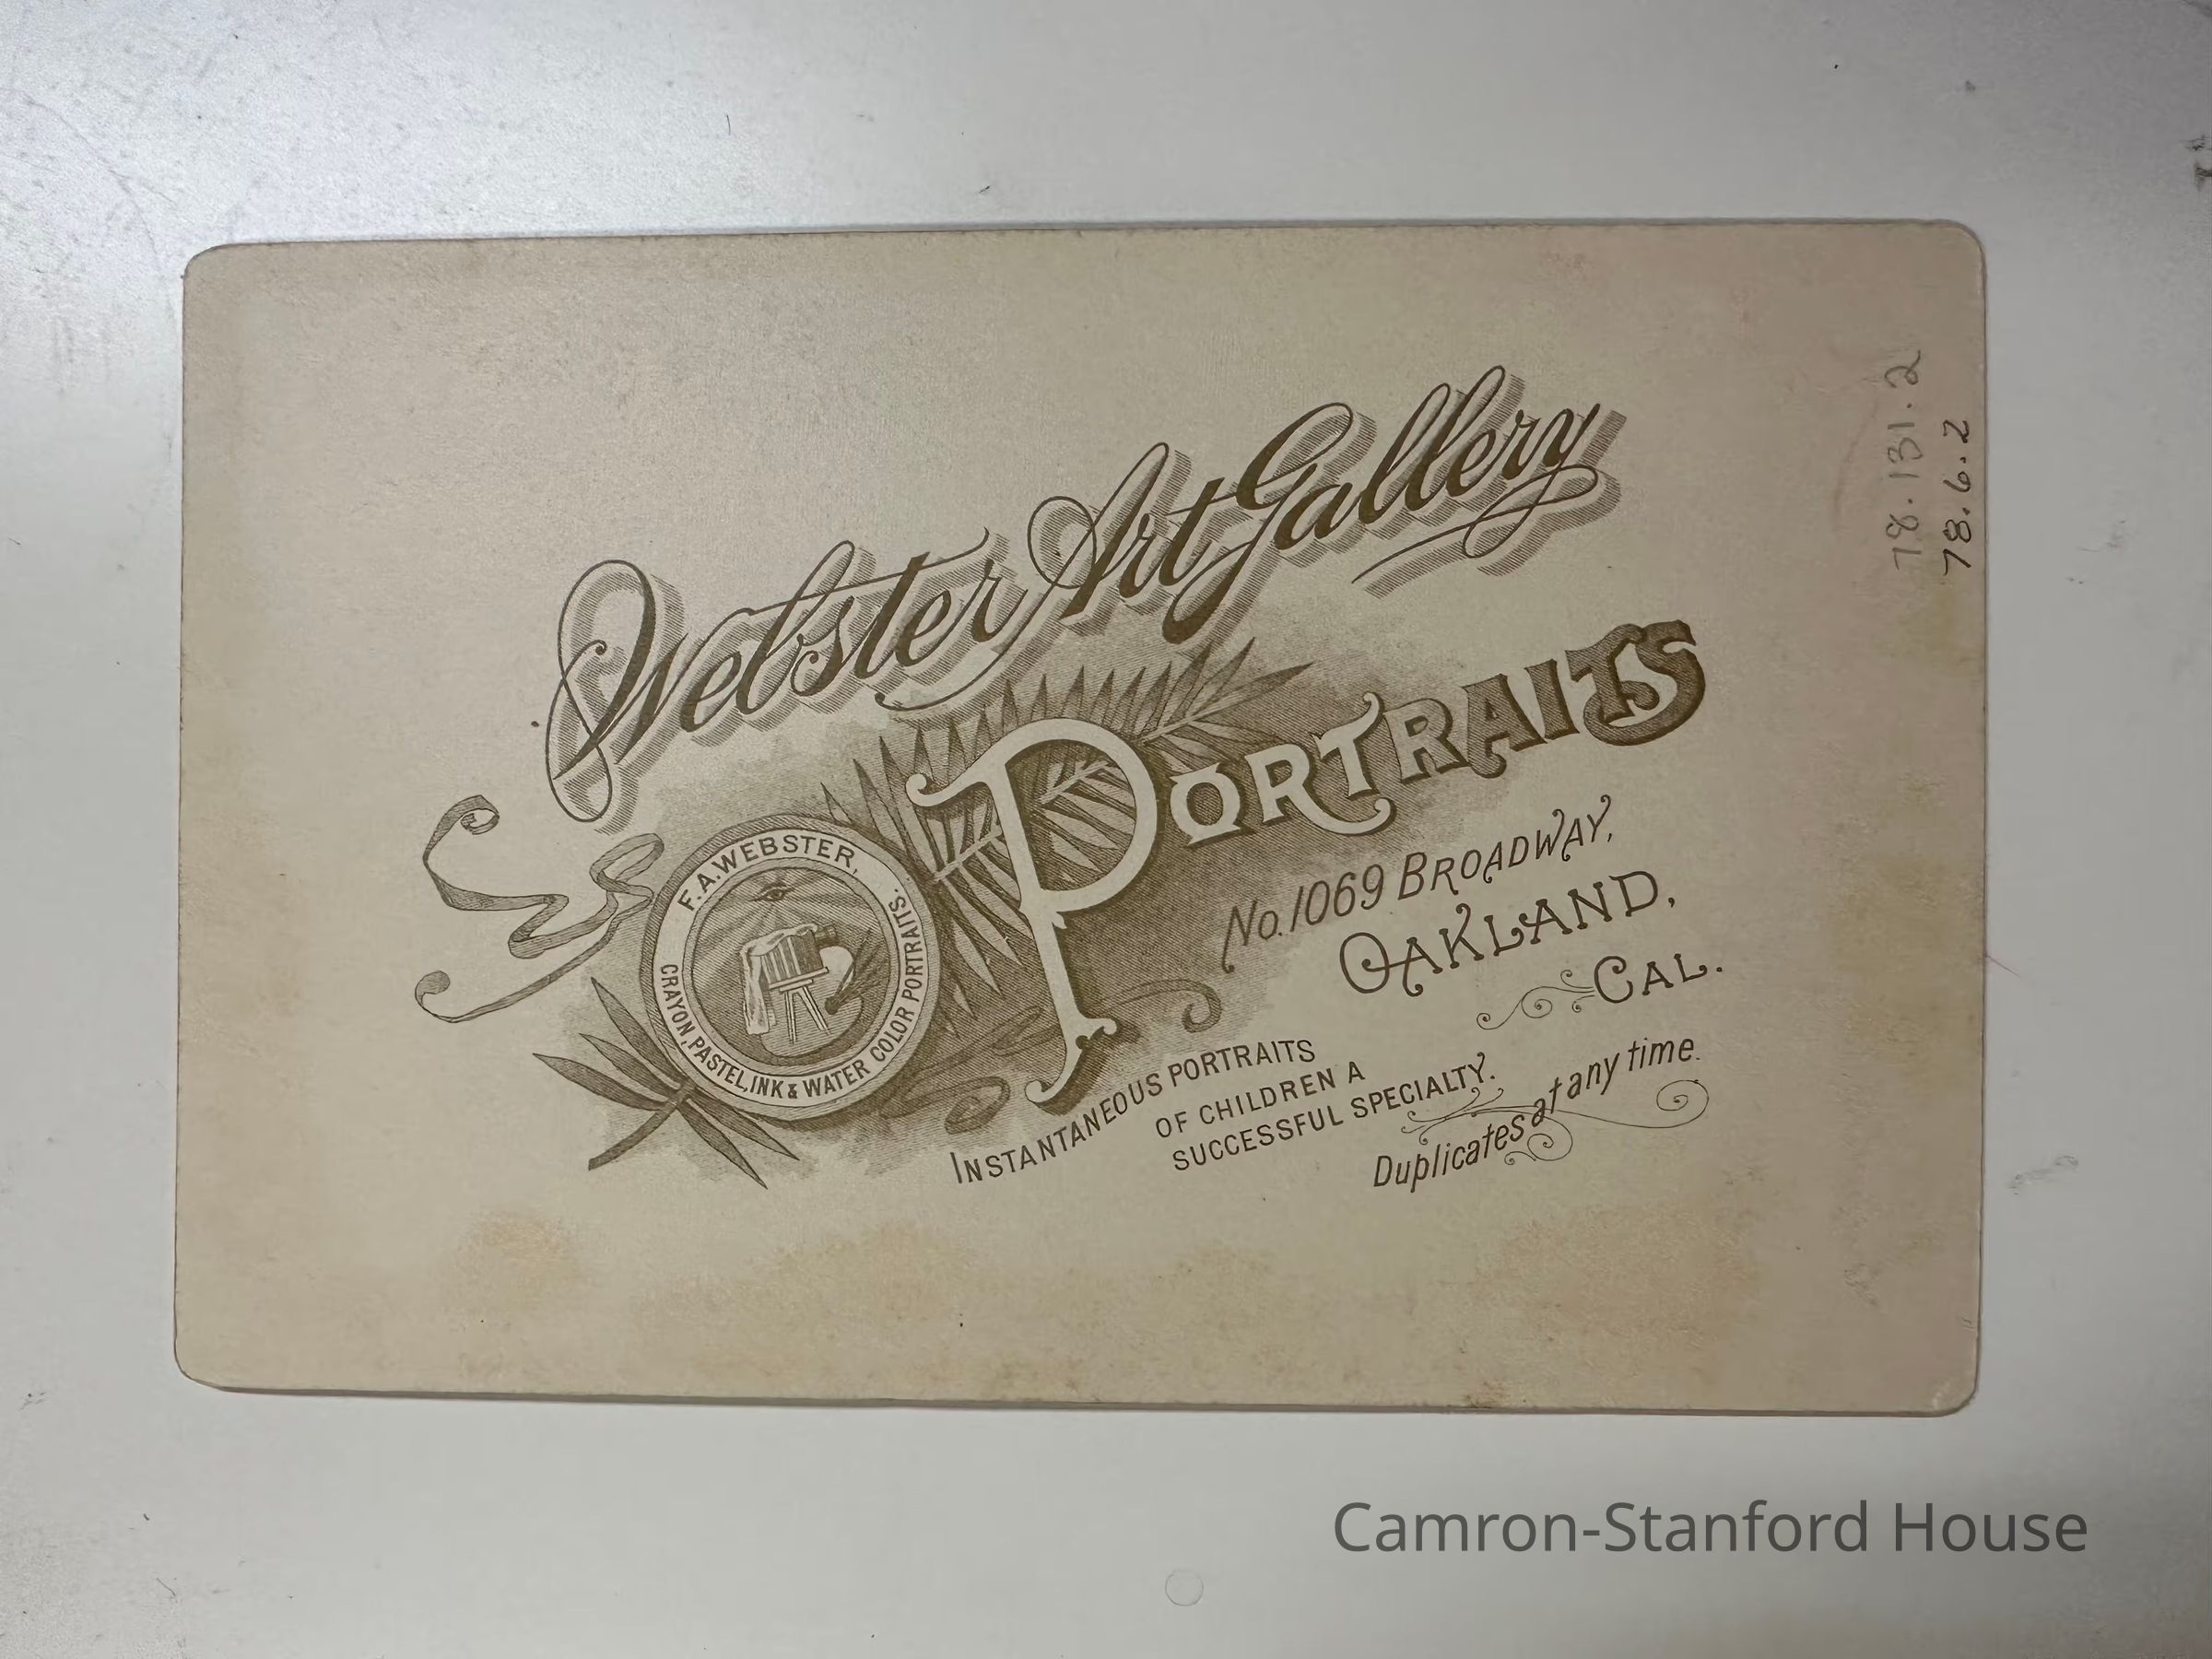 Webster Art Gallery
PORTRAITS
No. 1069 BROADWAY,
OAKLAND,
CAL.
F. A. WEBSTER,
CRAYON, PASTEL, INK & WATER COLOR PORTRAITS.
INSTANTANEOUS PORTRAITS
OF CHILDREN A
SUCCESSFUL SPECIALTY.
Duplicates at any time.
78.131.2
78.6.2
Camron-Stanford House